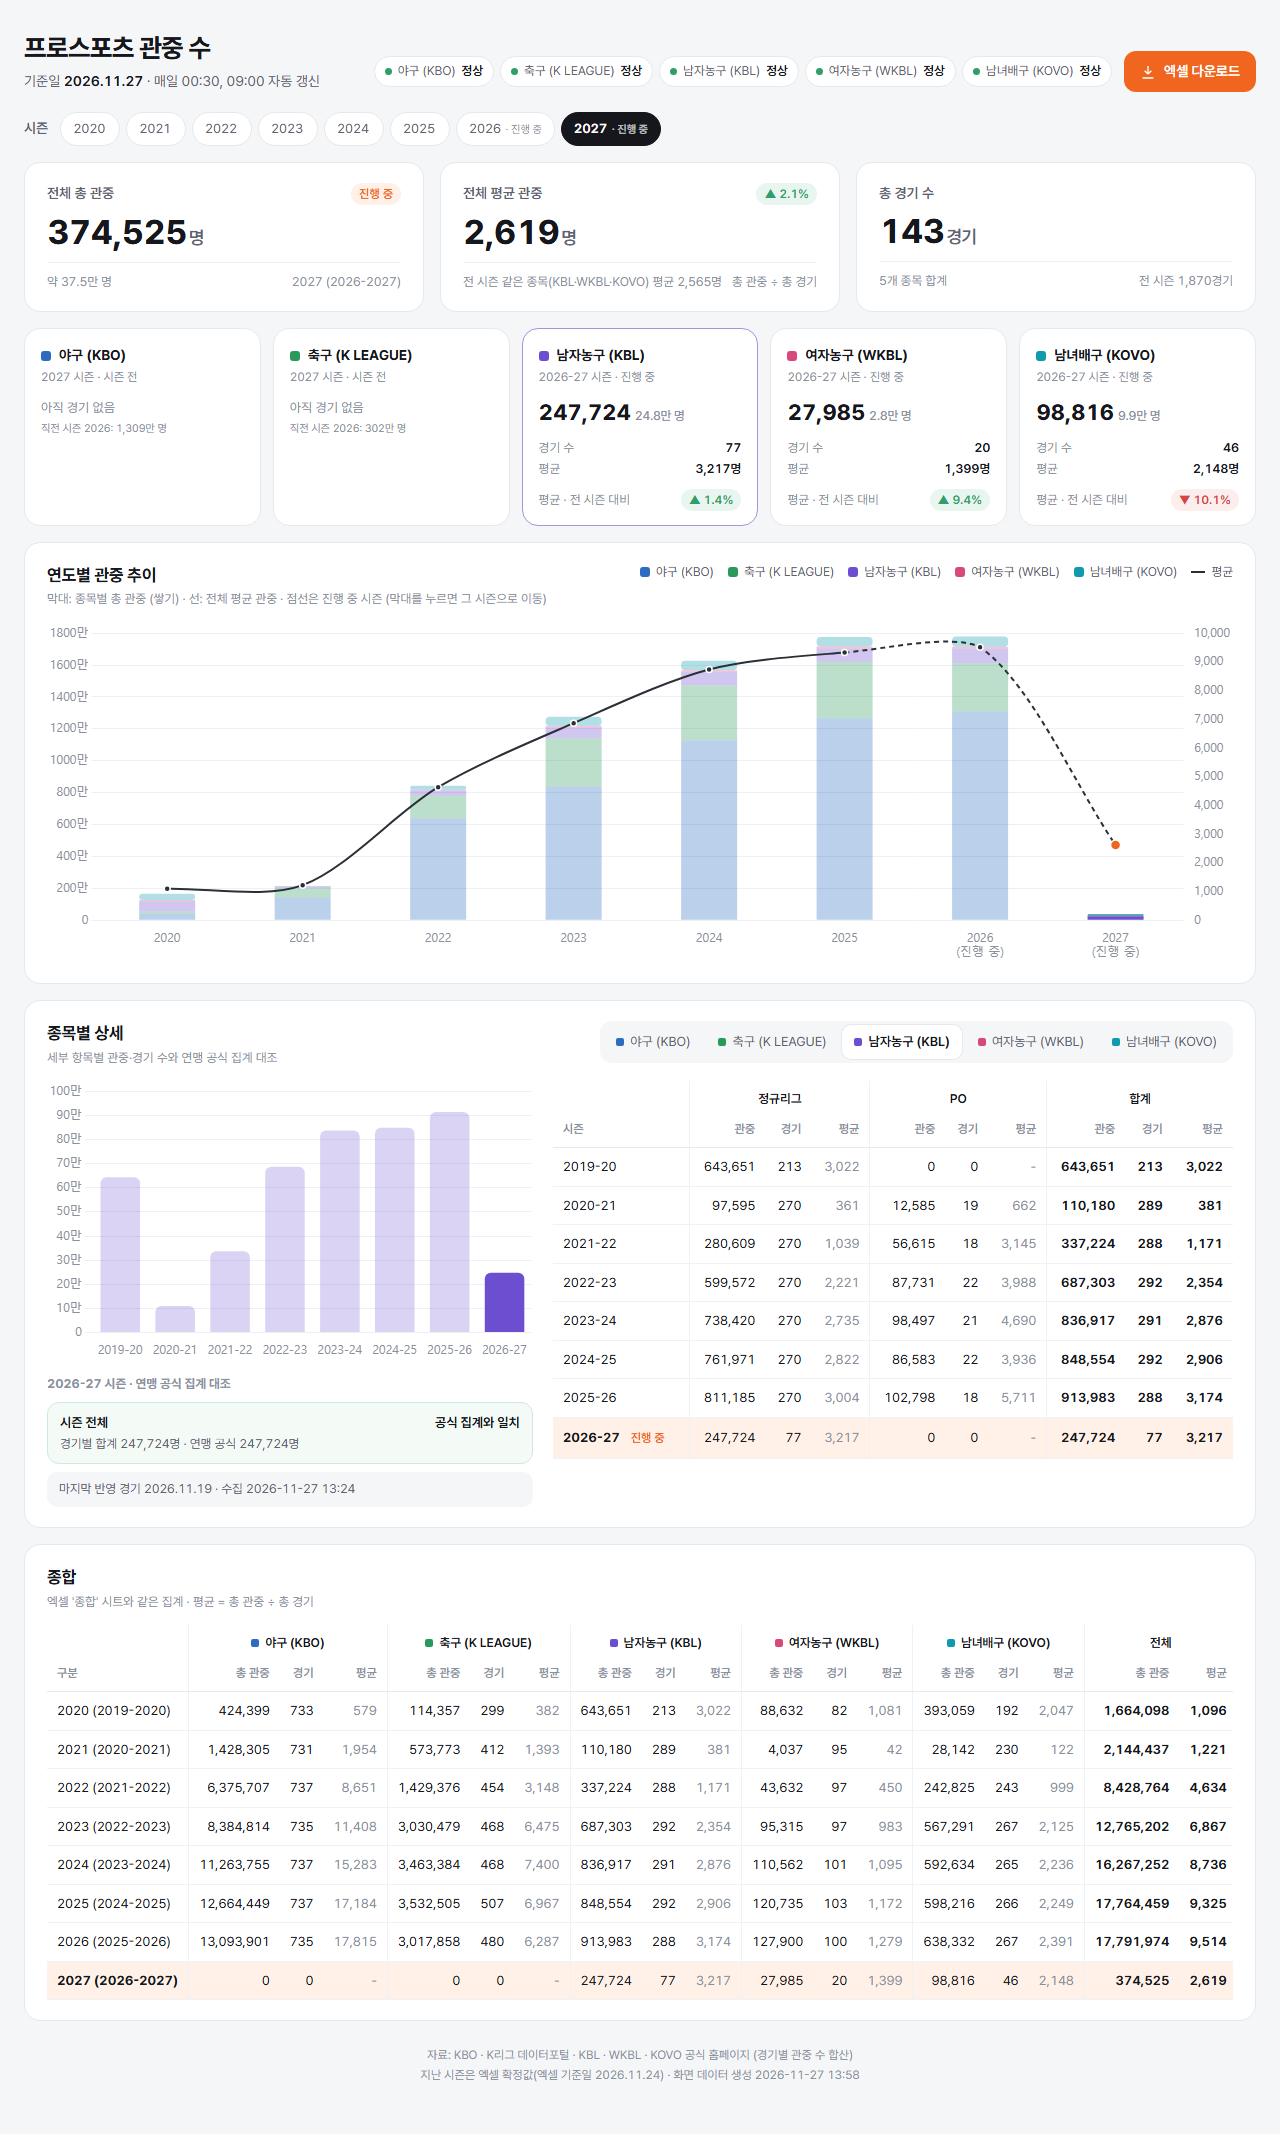 프로스포츠 관중 수
기준일 2026.11.27 · 매일 00:30, 09:00 자동 갱신
야구 (KBO) 정상 축구 (K LEAGUE) 정상 남자농구 (KBL) 정상 여자농구 (WKBL) 정상 남녀배구 (KOVO) 정상 엑셀 다운로드
시즌 2020 2021 2022 2023 2024 2025 2026 · 진행 중 2027 · 진행 중
전체 총 관중 진행 중
374,525명
약 37.5만 명 2027 (2026-2027)
전체 평균 관중 ▲ 2.1%
2,619명
전 시즌 같은 종목(KBL·WKBL·KOVO) 평균 2,565명 총 관중 ÷ 총 경기
총 경기 수
143경기
5개 종목 합계 전 시즌 1,870경기
야구 (KBO)
2027 시즌 · 시즌 전
아직 경기 없음
직전 시즌 2026: 1,309만 명
축구 (K LEAGUE)
2027 시즌 · 시즌 전
아직 경기 없음
직전 시즌 2026: 302만 명
남자농구 (KBL)
2026-27 시즌 · 진행 중
247,724 24.8만 명
경기 수 77
평균 3,217명
평균 · 전 시즌 대비 ▲ 1.4%
여자농구 (WKBL)
2026-27 시즌 · 진행 중
27,985 2.8만 명
경기 수 20
평균 1,399명
평균 · 전 시즌 대비 ▲ 9.4%
남녀배구 (KOVO)
2026-27 시즌 · 진행 중
98,816 9.9만 명
경기 수 46
평균 2,148명
평균 · 전 시즌 대비 ▼ 10.1%
연도별 관중 추이
막대: 종목별 총 관중 (쌓기) · 선: 전체 평균 관중 · 점선은 진행 중 시즌 (막대를 누르면 그 시즌으로 이동)
야구 (KBO) 축구 (K LEAGUE) 남자농구 (KBL) 여자농구 (WKBL) 남녀배구 (KOVO) 평균
1800만 10,000
1600만 9,000
1400만 8,000
1200만 7,000
1000만 6,000
800만 5,000
600만 4,000
400만 3,000
200만 2,000
0 1,000
0
2020 2021 2022 2023 2024 2025 2026 2027
(진행 중) (진행 중)
종목별 상세
세부 항목별 관중·경기 수와 연맹 공식 집계 대조
야구 (KBO) 축구 (K LEAGUE) 남자농구 (KBL) 여자농구 (WKBL) 남녀배구 (KOVO)
100만
90만
80만
70만
60만
50만
40만
30만
20만
10만
0
2019-20 2020-21 2021-22 2022-23 2023-24 2024-25 2025-26 2026-27
2026-27 시즌 · 연맹 공식 집계 대조
시즌 전체 공식 집계와 일치
경기별 합계 247,724명 · 연맹 공식 247,724명
마지막 반영 경기 2026.11.19 · 수집 2026-11-27 13:24
정규리그 PO 합계
시즌 관중 경기 평균 관중 경기 평균 관중 경기 평균
2019-20 643,651 213 3,022 0 0 - 643,651 213 3,022
2020-21 97,595 270 361 12,585 19 662 110,180 289 381
2021-22 280,609 270 1,039 56,615 18 3,145 337,224 288 1,171
2022-23 599,572 270 2,221 87,731 22 3,988 687,303 292 2,354
2023-24 738,420 270 2,735 98,497 21 4,690 836,917 291 2,876
2024-25 761,971 270 2,822 86,583 22 3,936 848,554 292 2,906
2025-26 811,185 270 3,004 102,798 18 5,711 913,983 288 3,174
2026-27 진행 중 247,724 77 3,217 0 0 - 247,724 77 3,217
종합
엑셀 '종합' 시트와 같은 집계 · 평균 = 총 관중 ÷ 총 경기
야구 (KBO) 축구 (K LEAGUE) 남자농구 (KBL) 여자농구 (WKBL) 남녀배구 (KOVO) 전체
구분 총 관중 경기 평균 총 관중 경기 평균 총 관중 경기 평균 총 관중 경기 평균 총 관중 경기 평균 총 관중 평균
2020 (2019-2020) 424,399 733 579 114,357 299 382 643,651 213 3,022 88,632 82 1,081 393,059 192 2,047 1,664,098 1,096
2021 (2020-2021) 1,428,305 731 1,954 573,773 412 1,393 110,180 289 381 4,037 95 42 28,142 230 122 2,144,437 1,221
2022 (2021-2022) 6,375,707 737 8,651 1,429,376 454 3,148 337,224 288 1,171 43,632 97 450 242,825 243 999 8,428,764 4,634
2023 (2022-2023) 8,384,814 735 11,408 3,030,479 468 6,475 687,303 292 2,354 95,315 97 983 567,291 267 2,125 12,765,202 6,867
2024 (2023-2024) 11,263,755 737 15,283 3,463,384 468 7,400 836,917 291 2,876 110,562 101 1,095 592,634 265 2,236 16,267,252 8,736
2025 (2024-2025) 12,664,449 737 17,184 3,532,505 507 6,967 848,554 292 2,906 120,735 103 1,172 598,216 266 2,249 17,764,459 9,325
2026 (2025-2026) 13,093,901 735 17,815 3,017,858 480 6,287 913,983 288 3,174 127,900 100 1,279 638,332 267 2,391 17,791,974 9,514
2027 (2026-2027) 0 0 - 0 0 - 247,724 77 3,217 27,985 20 1,399 98,816 46 2,148 374,525 2,619
자료: KBO · K리그 데이터포털 · KBL · WKBL · KOVO 공식 홈페이지 (경기별 관중 수 합산)
지난 시즌은 엑셀 확정값(엑셀 기준일 2026.11.24) · 화면 데이터 생성 2026-11-27 13:58